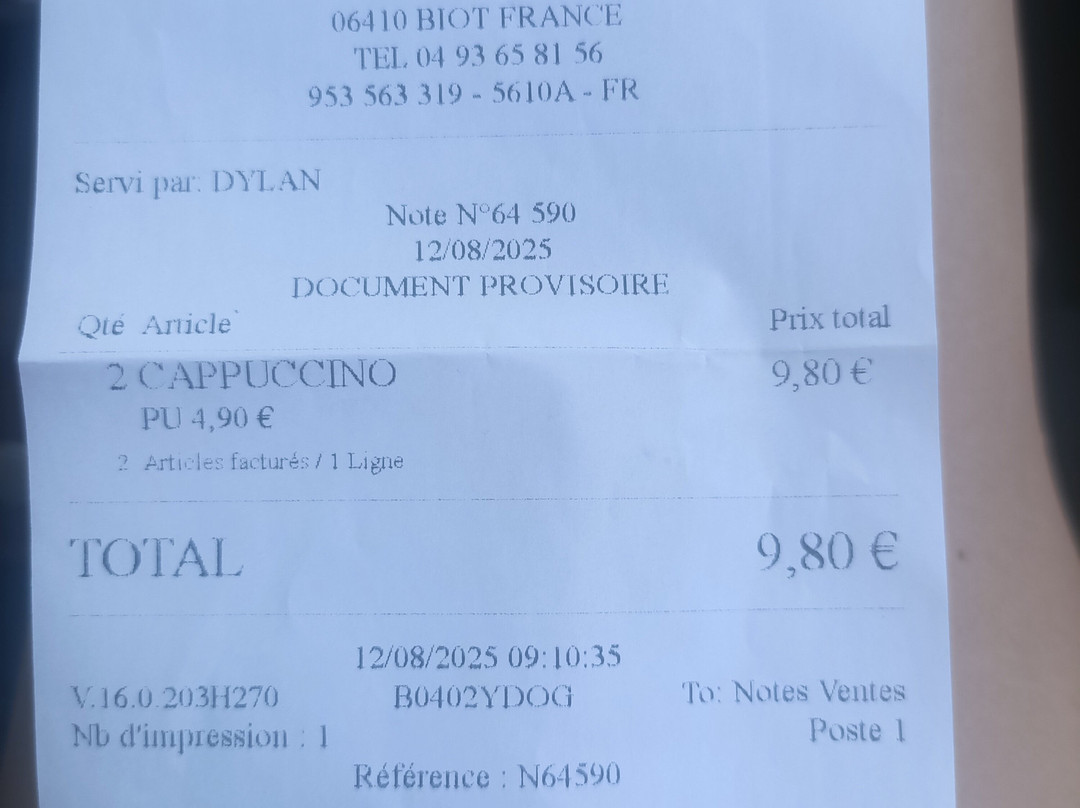 06410 BIOT FRANCE
TEL 04 93 65 81 56
953 563 319 - 5610A - FR
Servi par: DYLAN
Note N°64 590
12/08/2025
DOCUMENT PROVISOIRE
Qté Article Prix total
2 CAPPUCCINO 9,80 €
PU 4,90 €
2 Articles facturés / 1 Ligne
TOTAL 9,80 €
12/08/2025 09:10:35
V.16.0.203H270 B0402YDOG To: Notes Ventes
Nb d'impression : 1 Poste 1
Référence : N64590